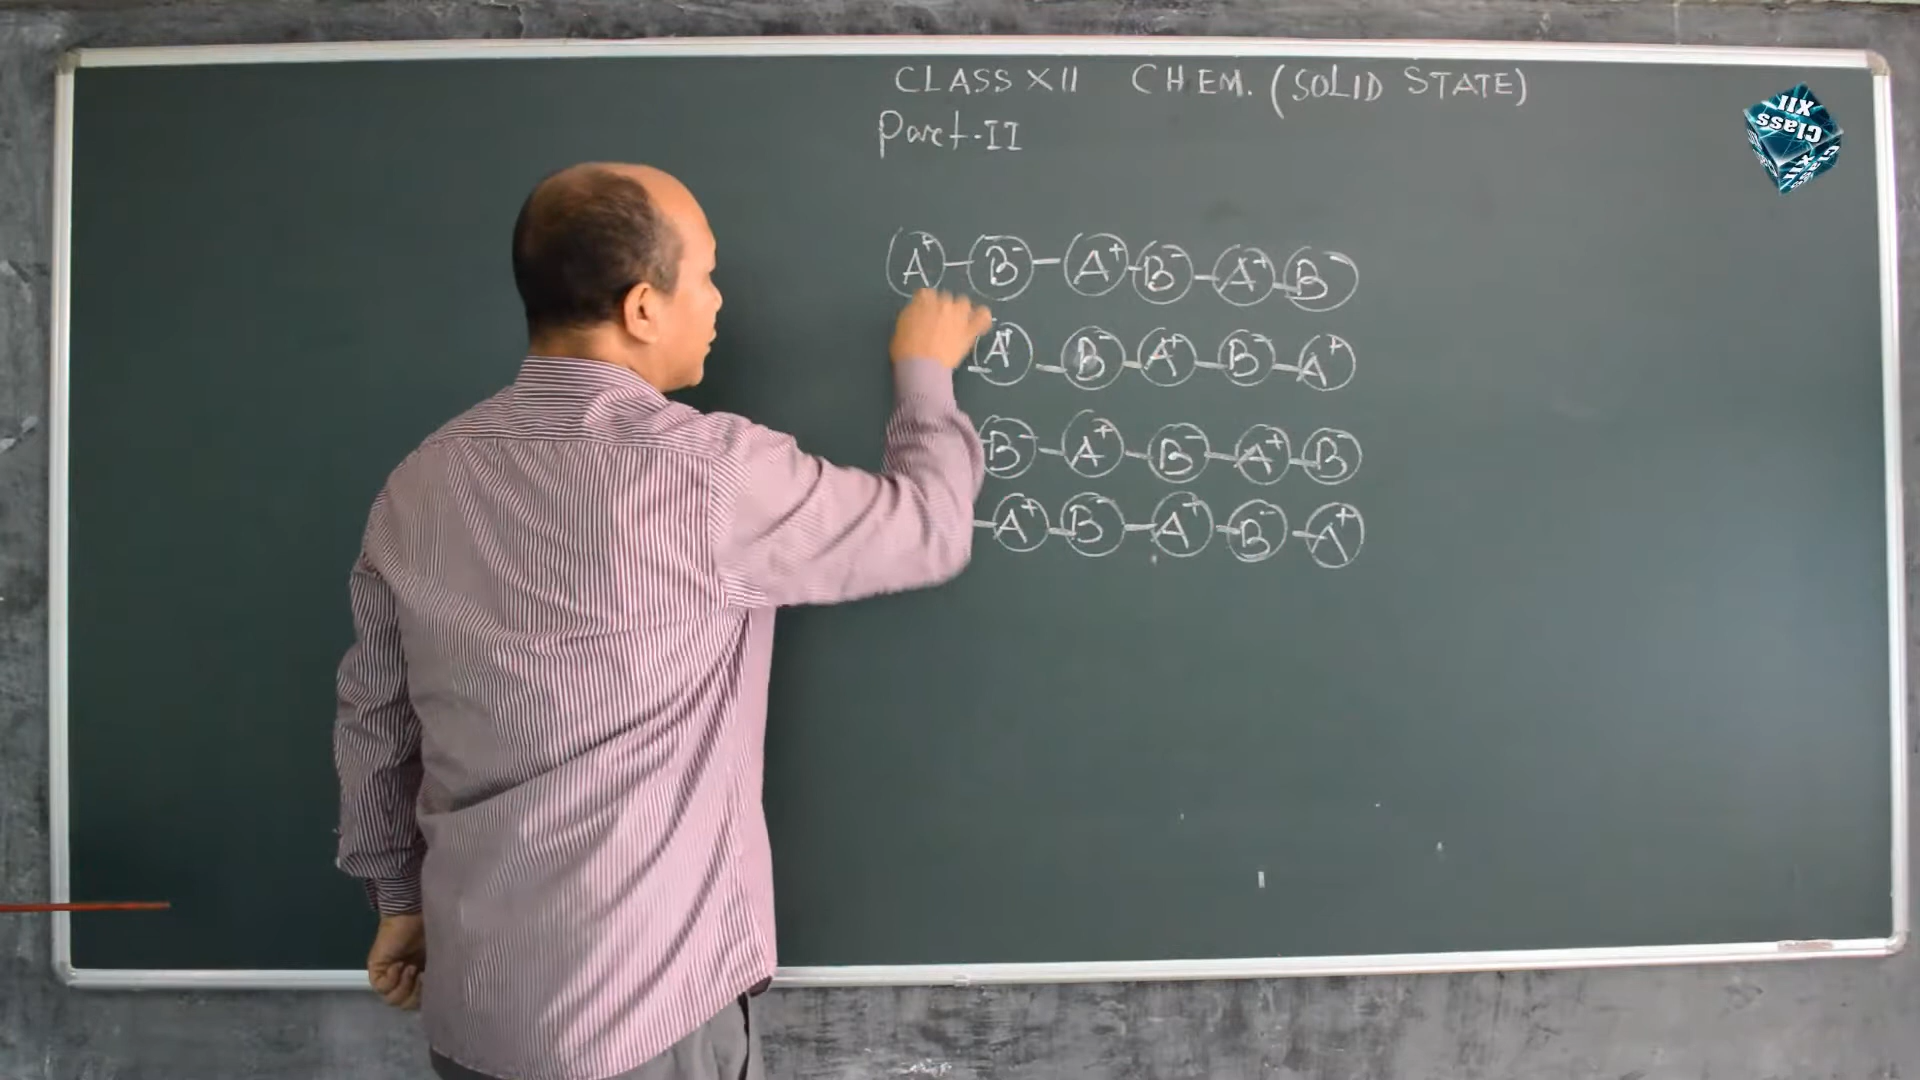 CLASS XII CHEM. (SOLID STATE)
Part-II
A⁺ - B⁻ - A⁺ - B⁻ - A⁺ - B⁻
A⁺ - B⁻ - A⁺ - B⁻ - A⁺
B⁻ - A⁺ - B⁻ - A⁺ - B⁻
A⁺ - B⁻ - A⁺ - B⁻ - A⁺
Class XII